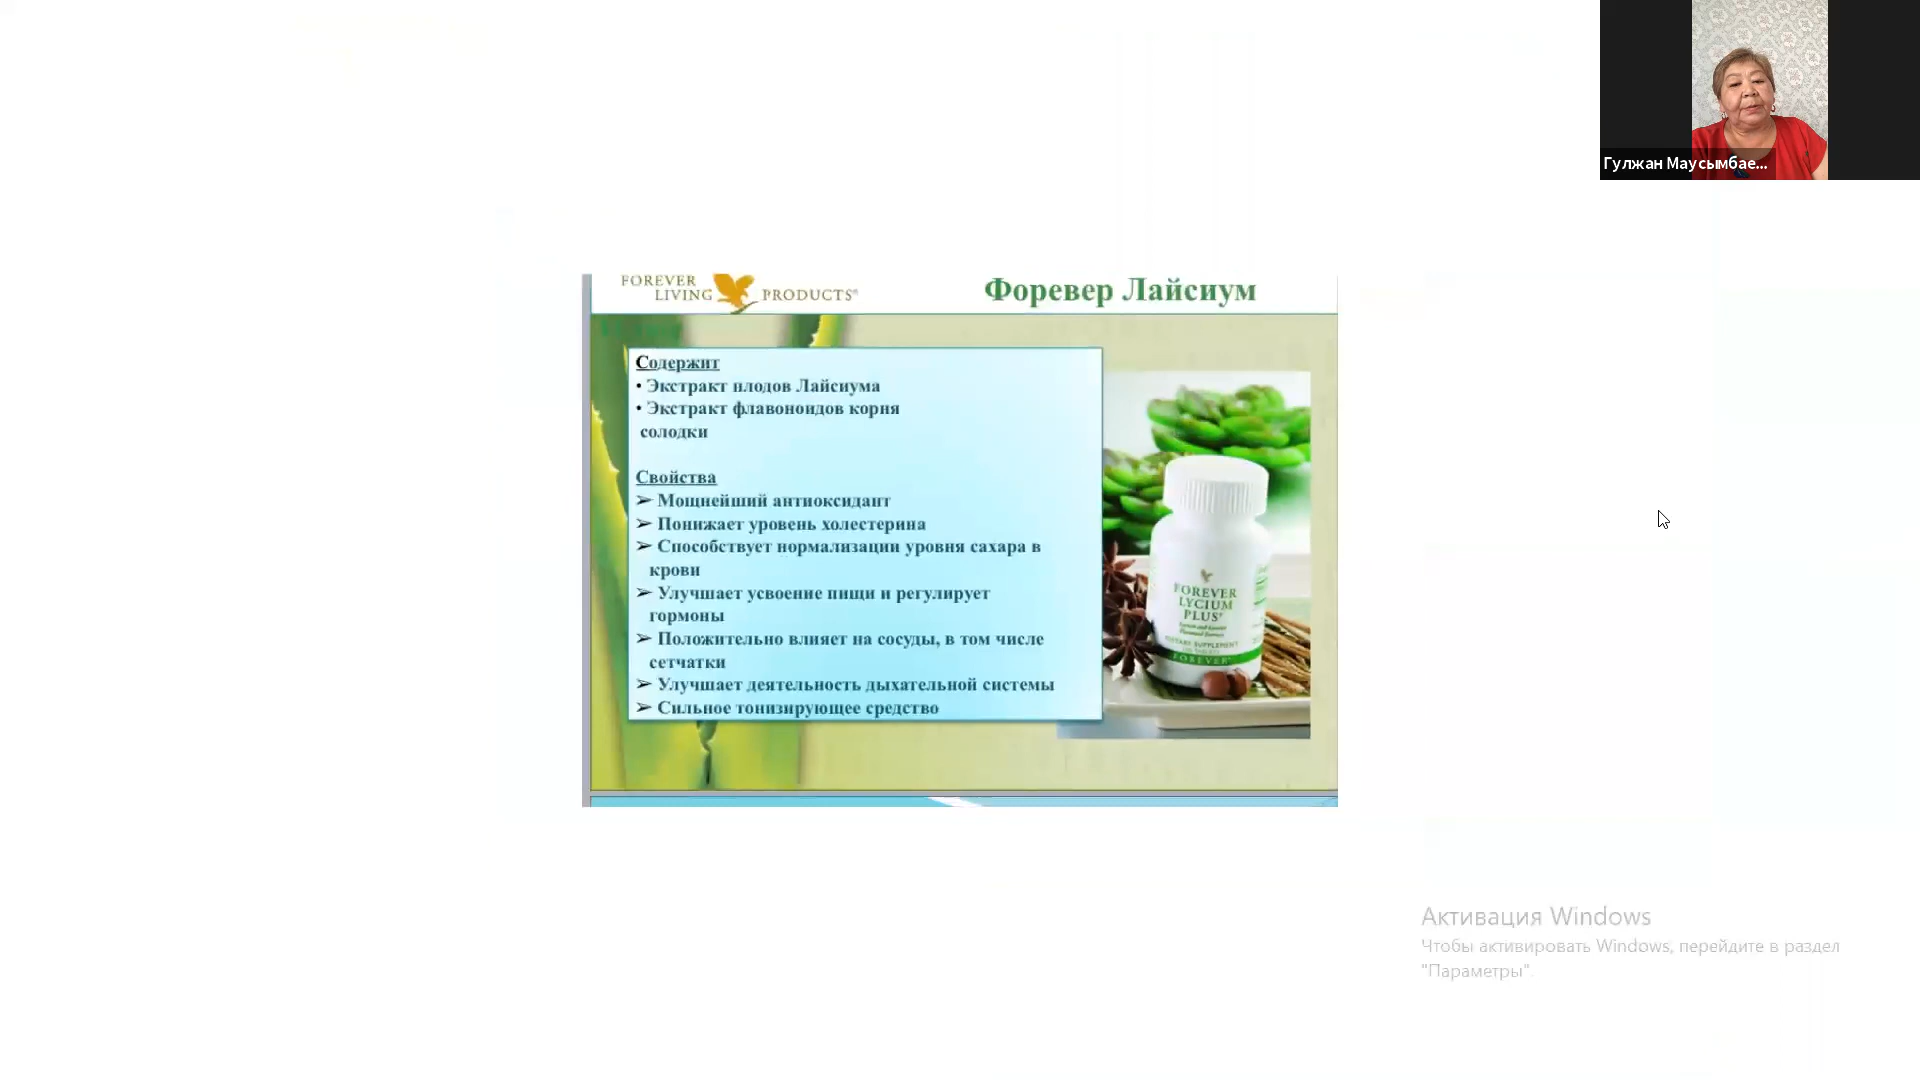 Гулжан Маусымбае...
FOREVER
LIVING PRODUCTS®
Форевер Лайсиум
Содержит
• Экстракт плодов Лайсиума
• Экстракт флавоноидов корня
солодки
Свойства
➢ Мощнейший антиоксидант
➢ Понижает уровень холестерина
➢ Способствует нормализации уровня сахара в
крови
➢ Улучшает усвоение пищи и регулирует
гормоны
➢ Положительно влияет на сосуды, в том числе
сетчатки
➢ Улучшает деятельность дыхательной системы
➢ Сильное тонизирующее средство
FOREVER
LYCIUM
PLUS®
DIETARY SUPPLEMENT
FOREVER
Активация Windows
Чтобы активировать Windows, перейдите в раздел
"Параметры".